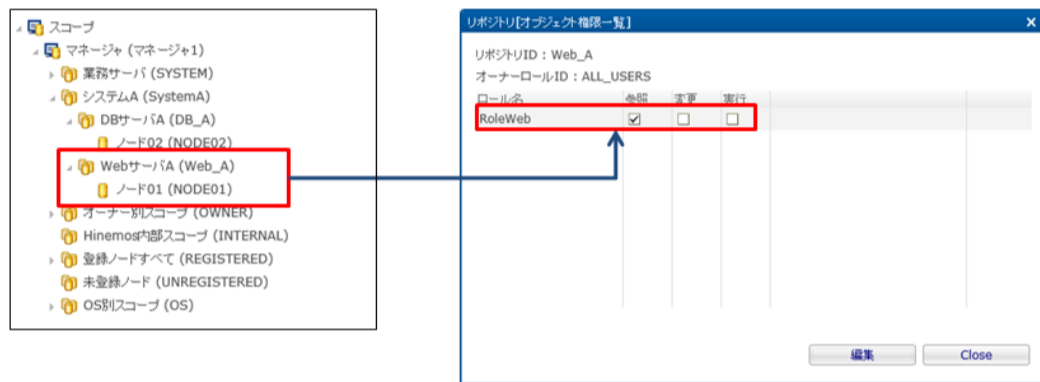 スコープ
マネージャ (マネージャ1)
業務サーバ (SYSTEM)
システムA (SystemA)
DBサーバA (DB_A)
ノード02 (NODE02)
WebサーバA (Web_A)
ノード01 (NODE01)
オーナー別スコープ (OWNER)
Hinemos内部スコープ (INTERNAL)
登録ノードすべて (REGISTERED)
未登録ノード (UNREGISTERED)
OS別スコープ (OS)
リポジトリ[オブジェクト権限一覧]
リポジトリID : Web_A
オーナーロールID : ALL_USERS
ロール名 参照 変更 実行
RoleWeb
編集 Close